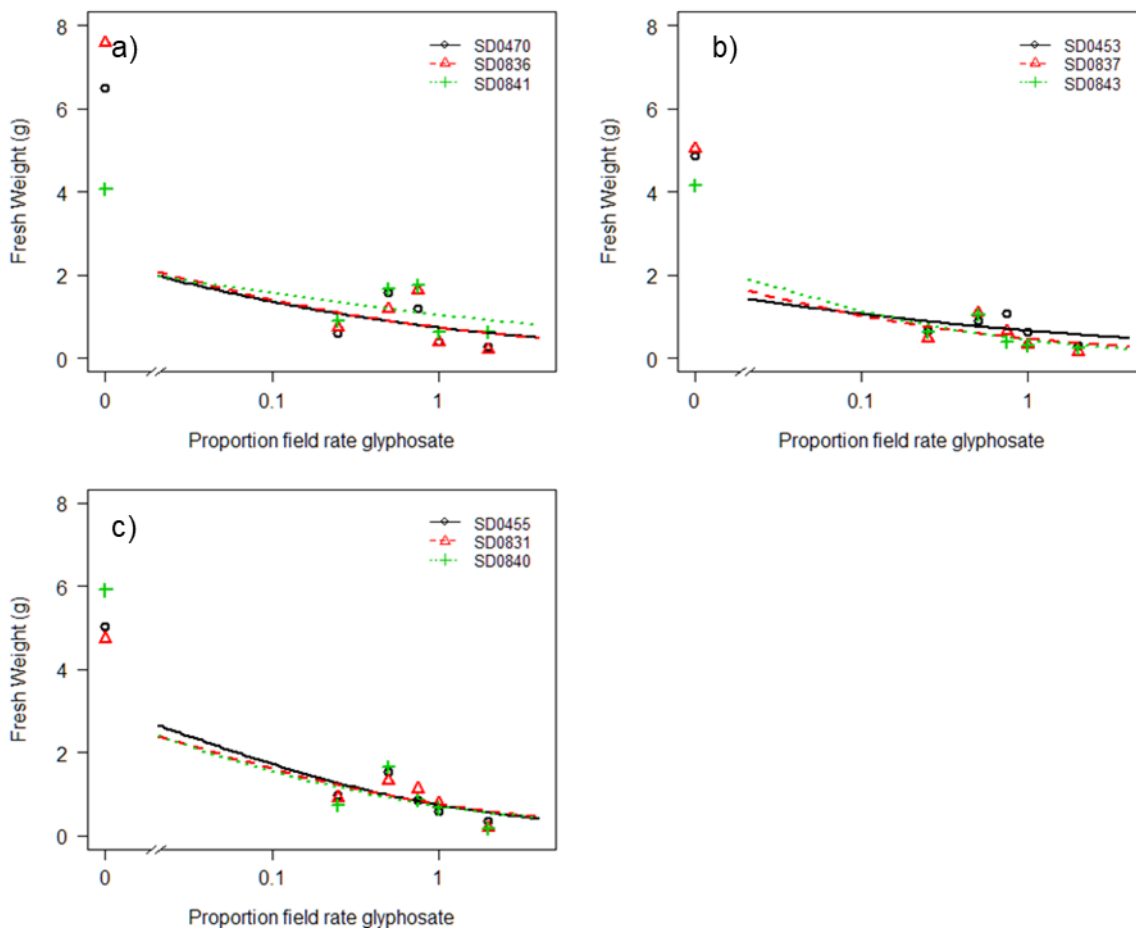 a)
SD0470
SD0836
SD0841
8
6
4
2
0
Fresh Weight (g)
0
0.1
1
Proportion field rate glyphosate
b)
SD0453
SD0837
SD0843
8
6
4
2
0
Fresh Weight (g)
0
0.1
1
Proportion field rate glyphosate
c)
SD0455
SD0831
SD0840
8
6
4
2
0
Fresh Weight (g)
0
0.1
1
Proportion field rate glyphosate